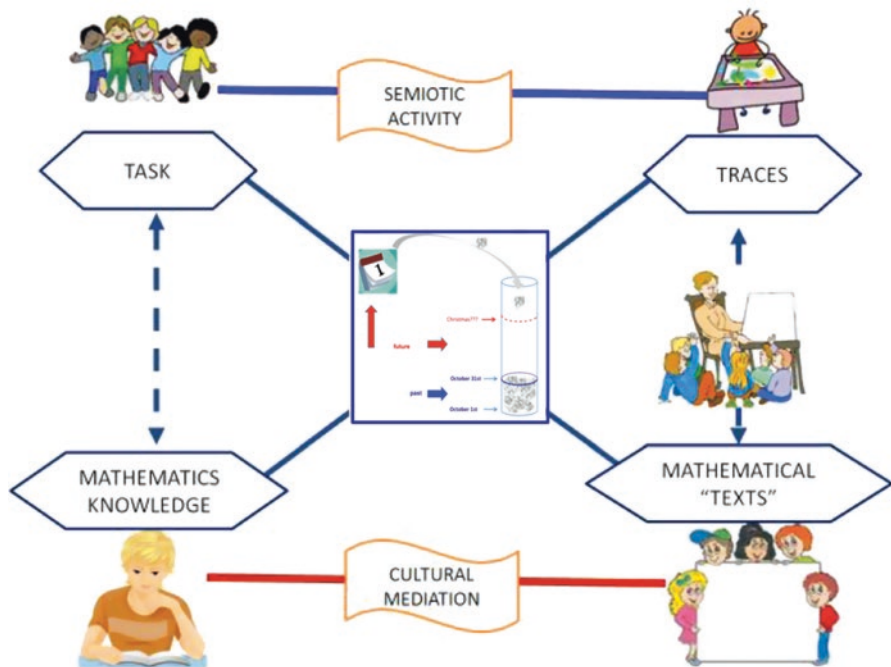 SEMIOTIC
ACTIVITY
TASK
TRACES
1
Christmas???
future
October 31st
past
October 1st
MATHEMATICS
KNOWLEDGE
MATHEMATICAL
“TEXTS”
CULTURAL
MEDIATION